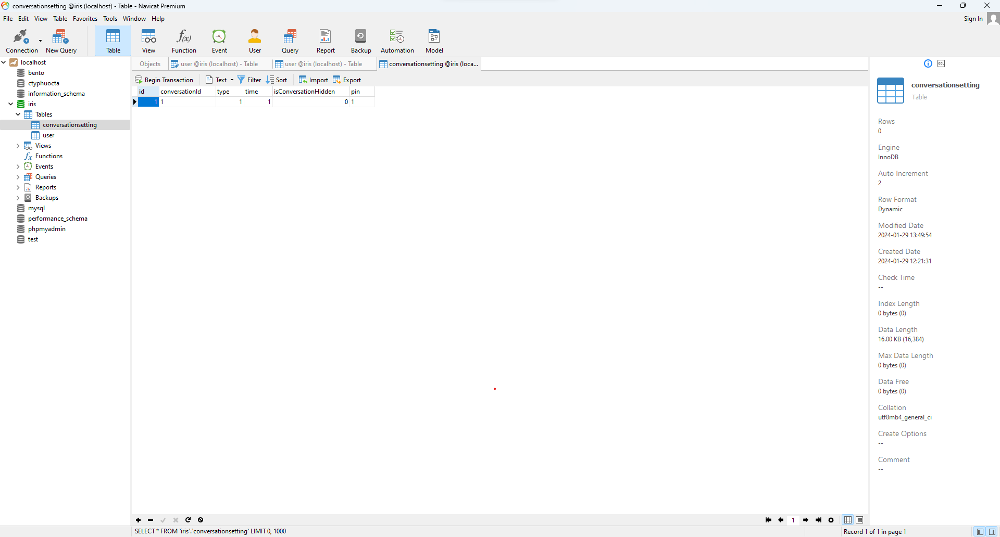 conversationsetting @iris (localhost) - Table - Navicat Premium
File Edit View Table Favorites Tools Window Help
Sign In
Connection New Query Table View Function Event User Query Report Backup Automation Model
f(x)
localhost
bento
ctyphuocta
information_schema
iris
Tables
conversationsetting
user
Views
fx Functions
Events
Queries
Reports
Backups
mysql
performance_schema
phpmyadmin
test
Objects user @iris (localhost) - Table user @iris (localhost) - Table conversationsetting @iris (loca...
Begin Transaction Text Filter Sort Import Export
id conversationId type time isConversationHidden pin
1 1 1 1 0 1
DDL
conversationsetting
Table
Rows
0
Engine
InnoDB
Auto Increment
2
Row Format
Dynamic
Modified Date
2024-01-29 13:49:54
Created Date
2024-01-29 12:21:31
Check Time
--
Index Length
0 bytes (0)
Data Length
16.00 KB (16,384)
Max Data Length
0 bytes (0)
Data Free
0 bytes (0)
Collation
utf8mb4_general_ci
Create Options
--
Comment
--
1
SELECT * FROM `iris`.`conversationsetting` LIMIT 0, 1000
Record 1 of 1 in page 1